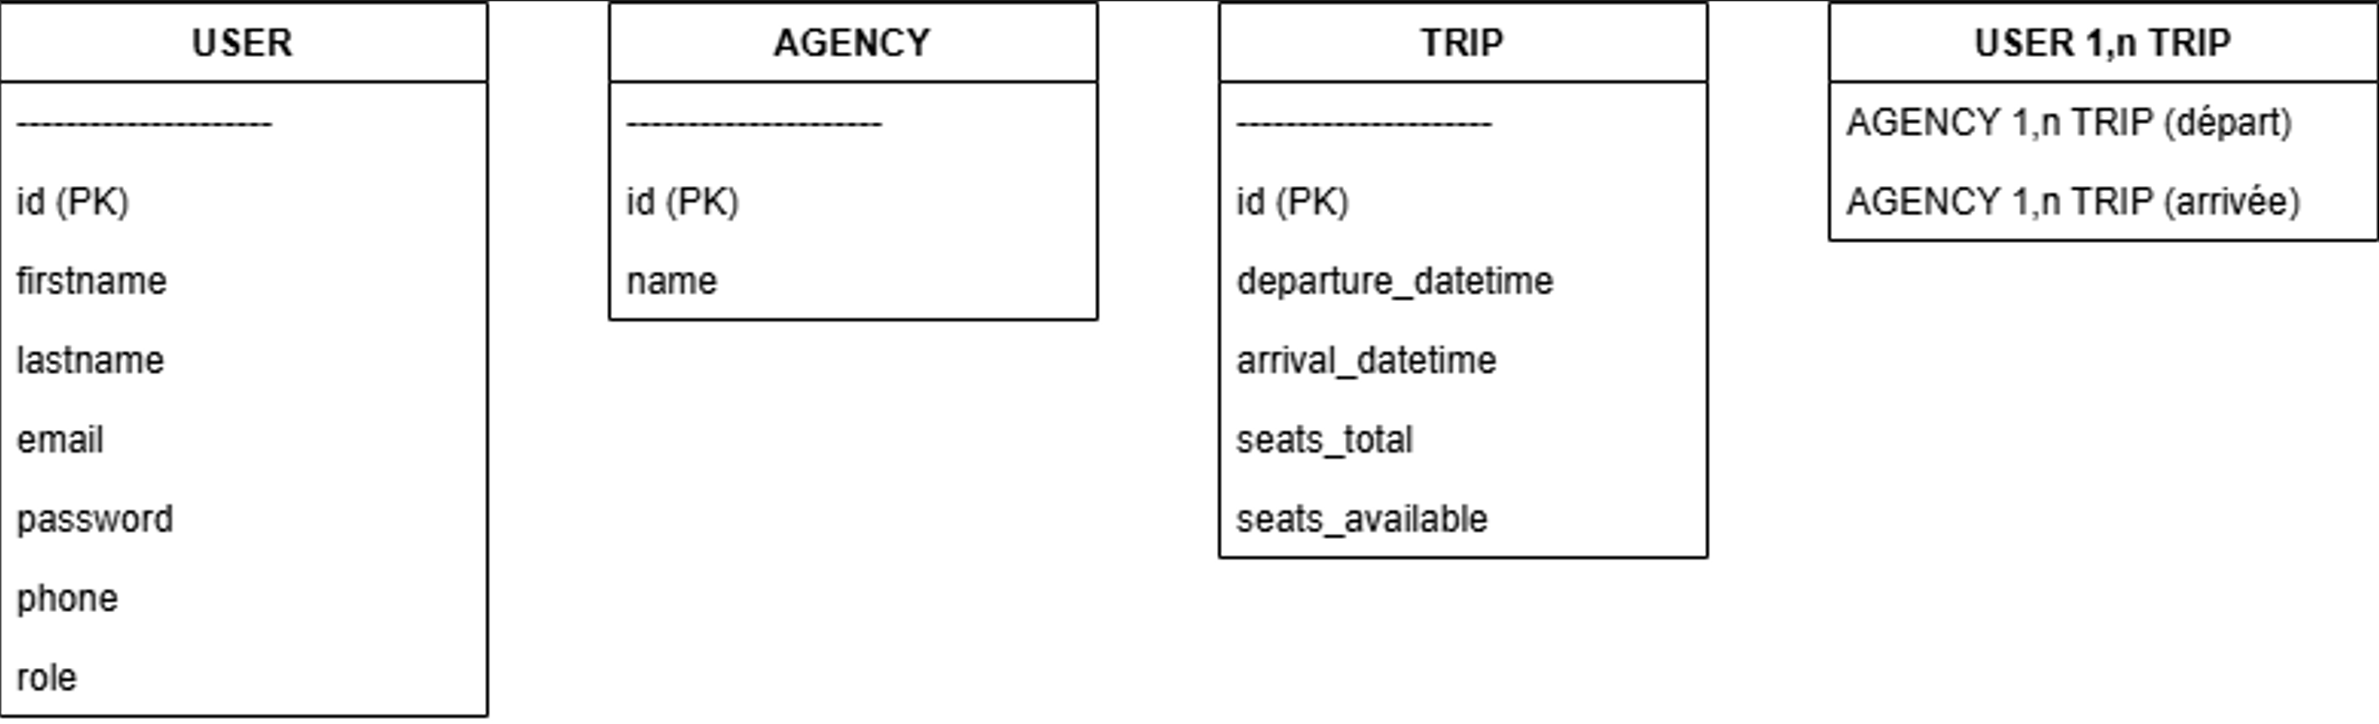 USER
---------------------
id (PK)
firstname
lastname
email
password
phone
role
AGENCY
---------------------
id (PK)
name
TRIP
---------------------
id (PK)
departure_datetime
arrival_datetime
seats_total
seats_available
USER 1,n TRIP
AGENCY 1,n TRIP (départ)
AGENCY 1,n TRIP (arrivée)